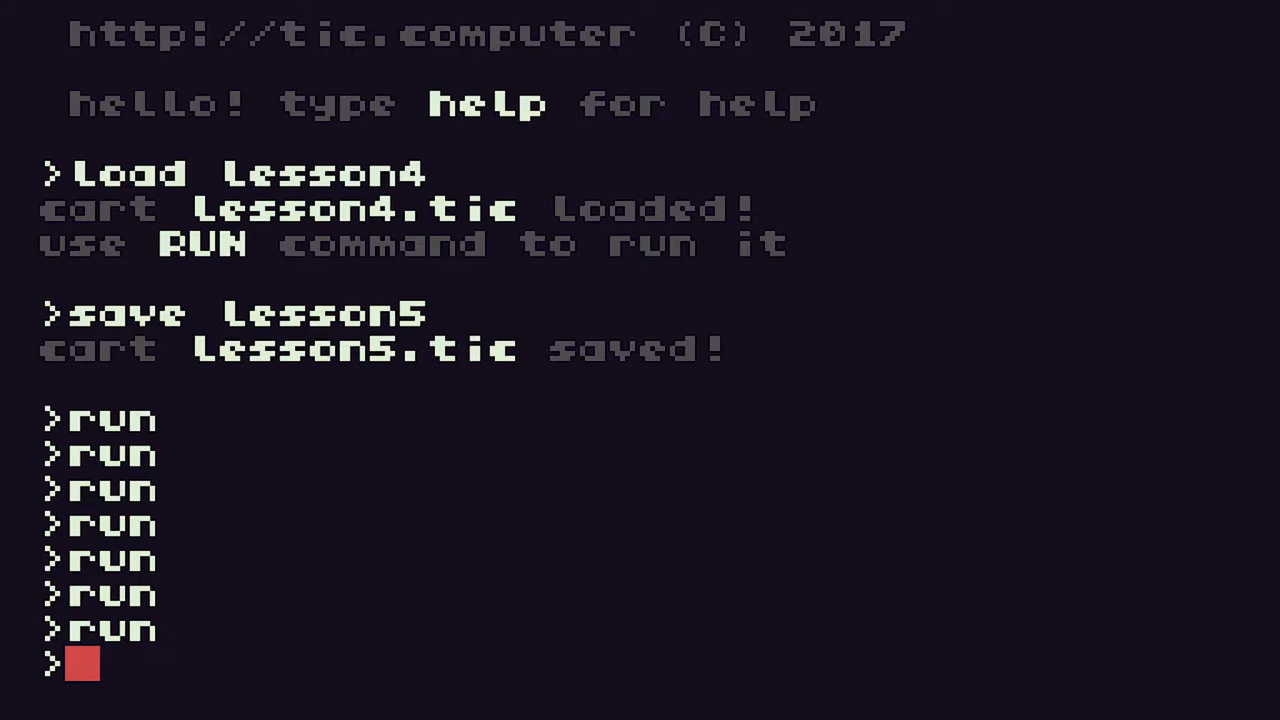 http://tic.computer (C) 2017
hello! type help for help
>load lesson4
cart lesson4.tic loaded!
use RUN command to run it
>save lesson5
cart lesson5.tic saved!
>run
>run
>run
>run
>run
>run
>run
>